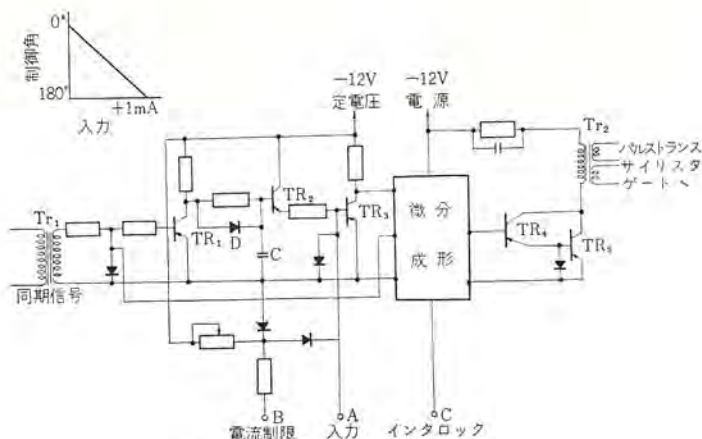 0°
制御角
180°
+1mA
入力
-12V
定電圧
-12V
電源
Tr₂
パルストランス
サイリスタ
ゲートヘ
TR₂
TR₃
微分
成形
TR₄
TR₅
Tr₁
TR₁
D
C
同期信号
B
A
C
電流制限
入力
インタロック